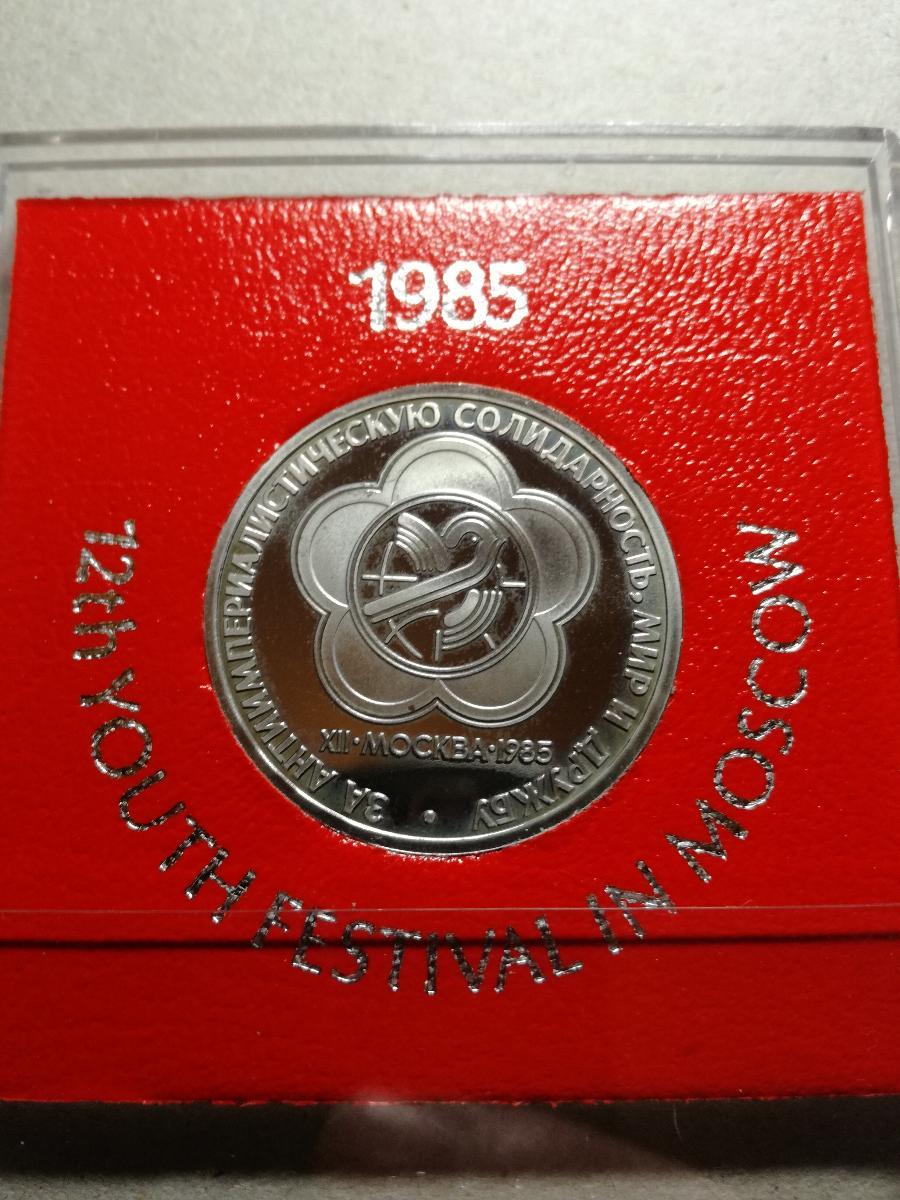 1985
ЗА АНТИИМПЕРИАЛИСТИЧЕСКУЮ СОЛИДАРНОСТЬ, МИР И ДРУЖБУ •
XII·МОСКВА·1985
12th YOUTH FESTIVAL IN MOSCOW